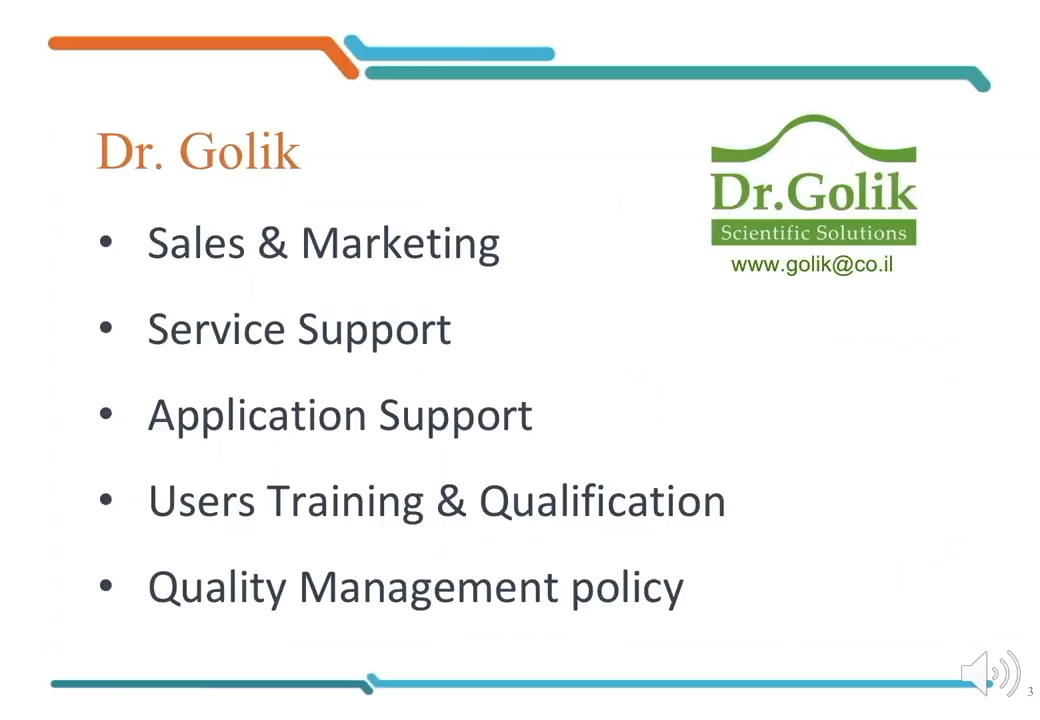 Dr. Golik
Dr.Golik
Scientific Solutions
www.golik@co.il
• Sales & Marketing
• Service Support
• Application Support
• Users Training & Qualification
• Quality Management policy
3